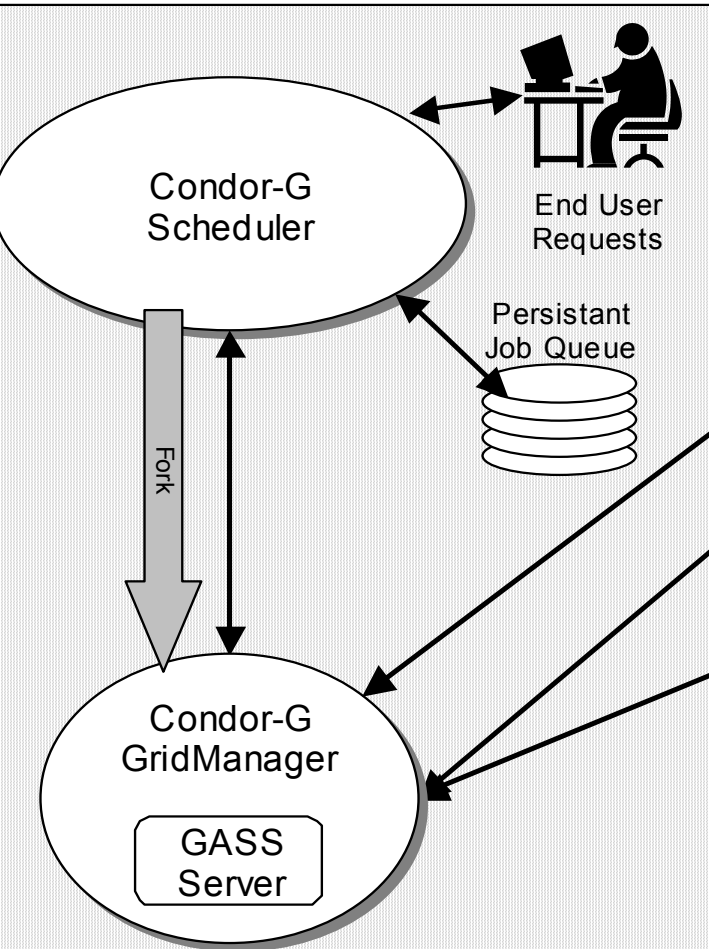 Condor-G
Scheduler
End User
Requests
Persistant
Job Queue
Fork
Condor-G
GridManager
GASS
Server